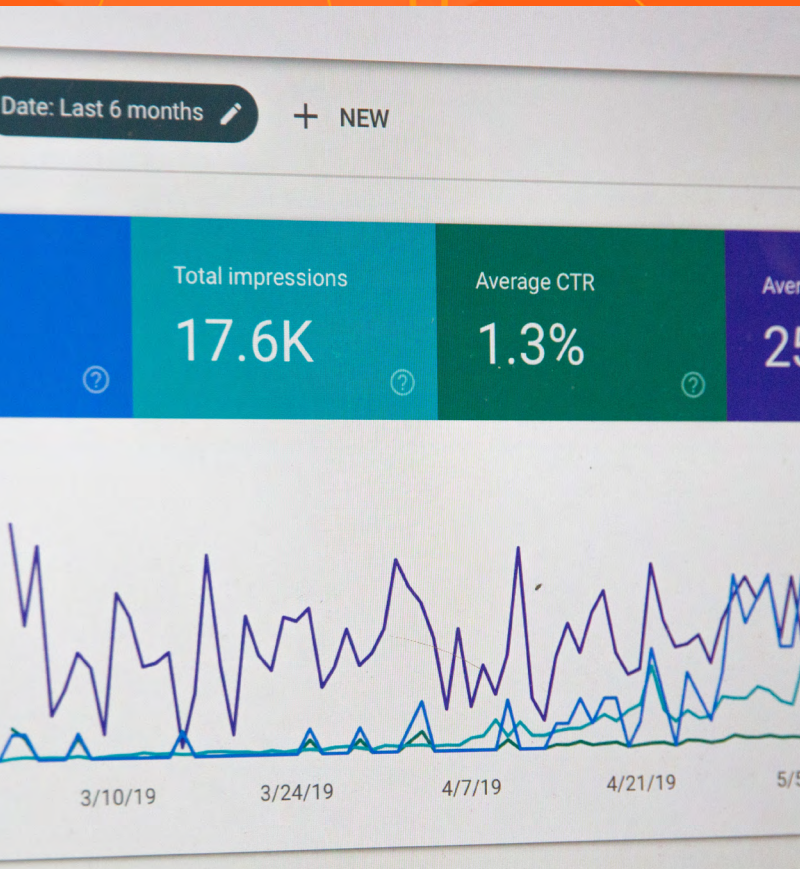 Date: Last 6 months
+ NEW
Total impressions
17.6K
Average CTR
1.3%
3/10/19
3/24/19
4/7/19
4/21/19